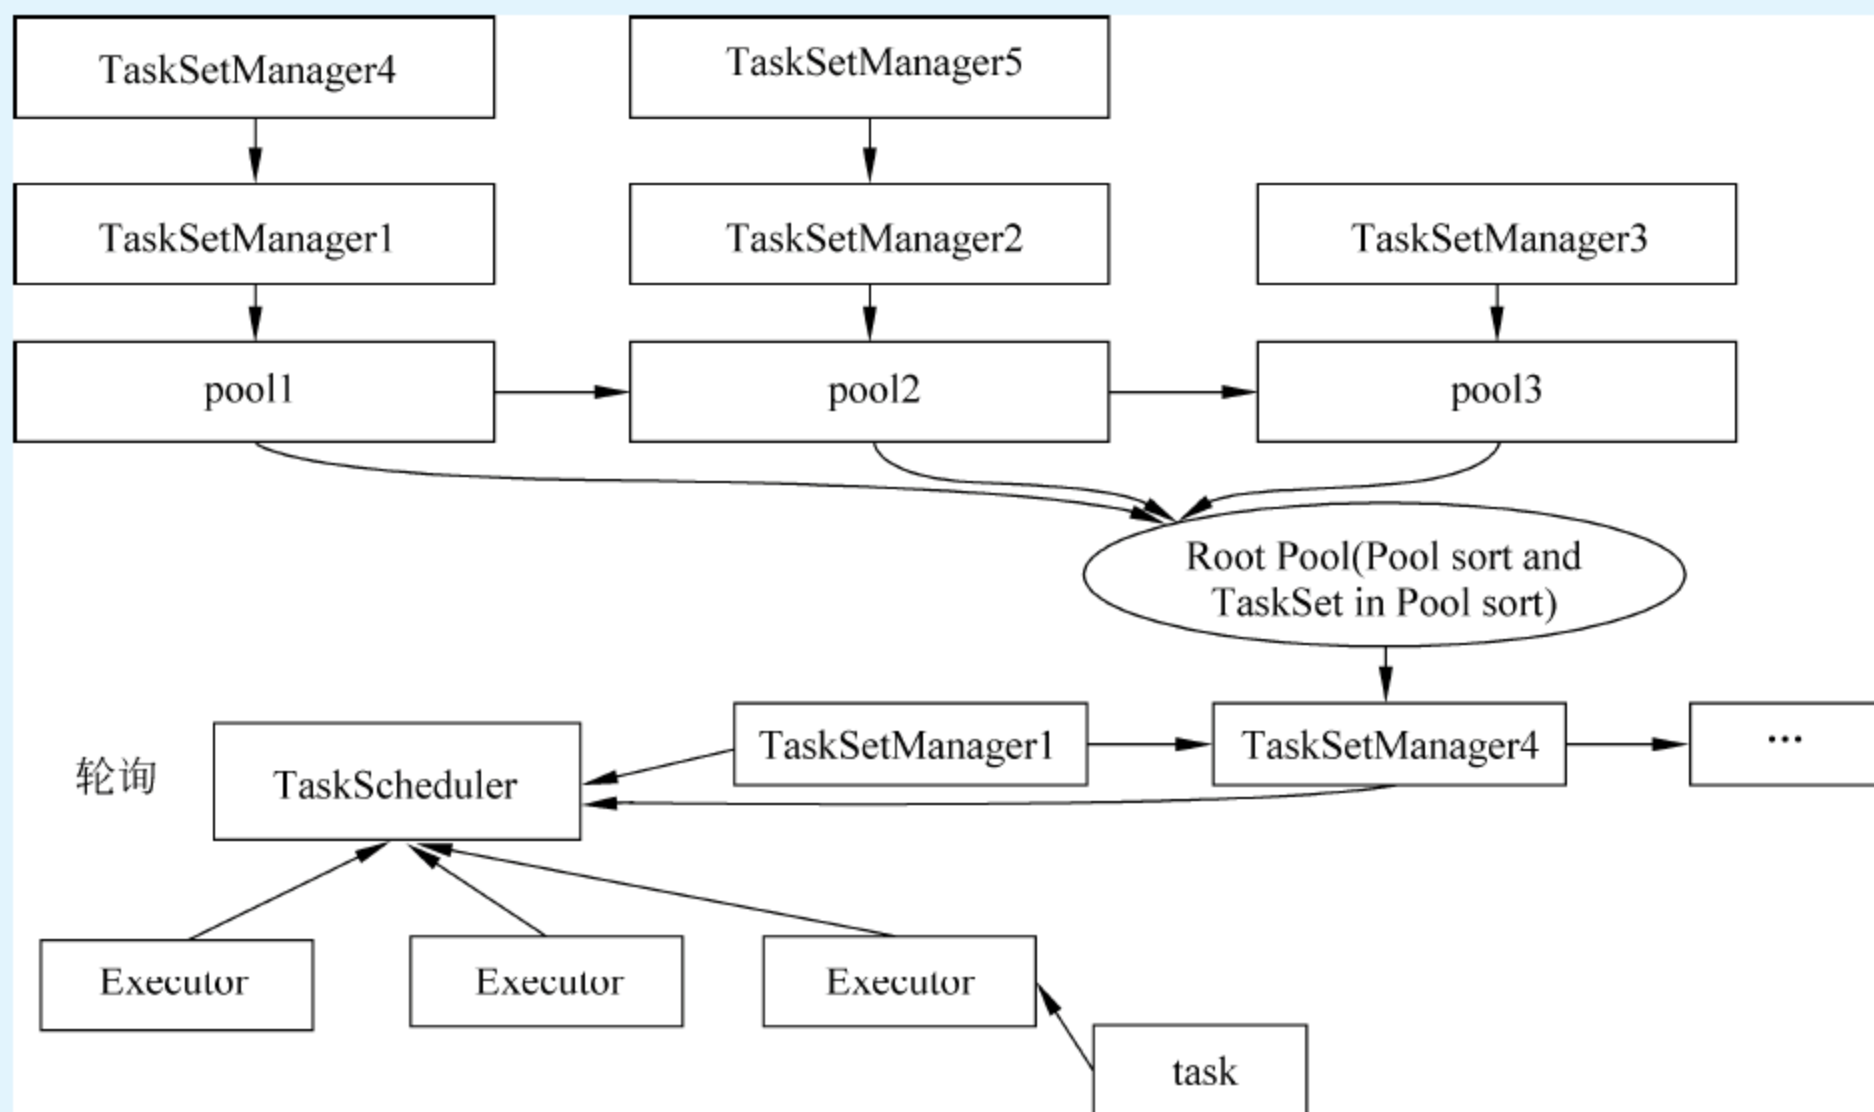 TaskSetManager4
TaskSetManager5
TaskSetManager1
TaskSetManager2
TaskSetManager3
pool1
pool2
pool3
Root Pool(Pool sort and
TaskSet in Pool sort)
轮询
TaskScheduler
TaskSetManager1
TaskSetManager4
...
Executor
Executor
Executor
task